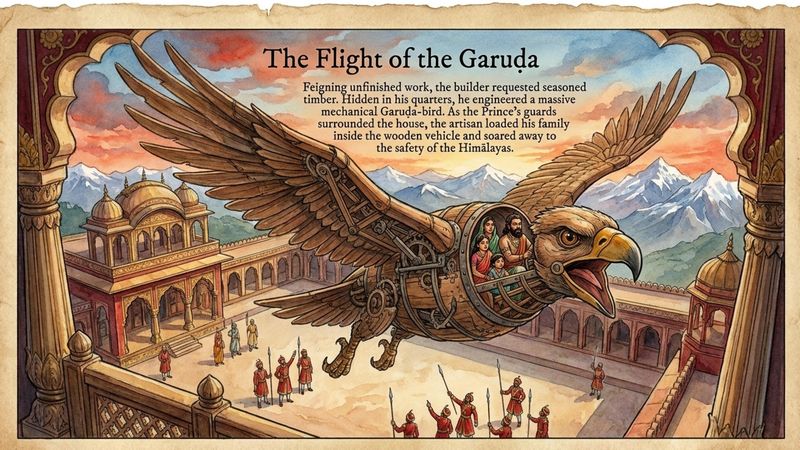 The Flight of the Garuḍa
Feigning unfinished work, the builder requested seasoned
timber. Hidden in his quarters, he engineered a massive
mechanical Garuḍa-bird. As the Prince's guards
surrounded the house, the artisan loaded his family
inside the wooden vehicle and soared away to
the safety of the Himālayas.